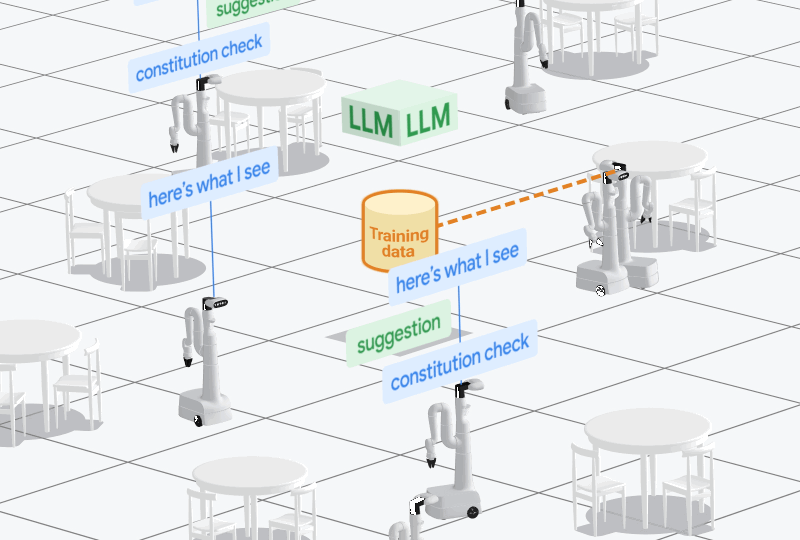 suggestion
constitution check
LLM LLM
here's what I see
Training
data
here's what I see
suggestion
constitution check